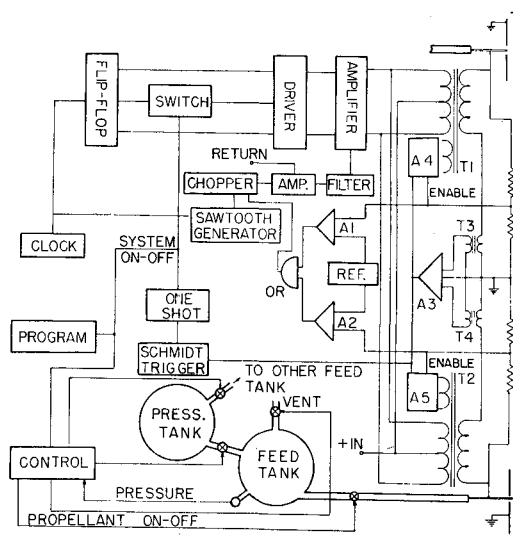 FLIP-FLOP
SWITCH
DRIVER
AMPLIFIER
RETURN
CHOPPER
AMP.
FILTER
A4
T1
ENABLE
SAWTOOTH
GENERATOR
CLOCK
SYSTEM
ON-OFF
A1
T3
REF.
OR
A3
ONE
SHOT
A2
T4
PROGRAM
SCHMIDT
TRIGGER
ENABLE
TO OTHER FEED
TANK
T2
A5
VENT
PRESS.
TANK
+IN
CONTROL
FEED
TANK
PRESSURE
PROPELLANT ON-OFF